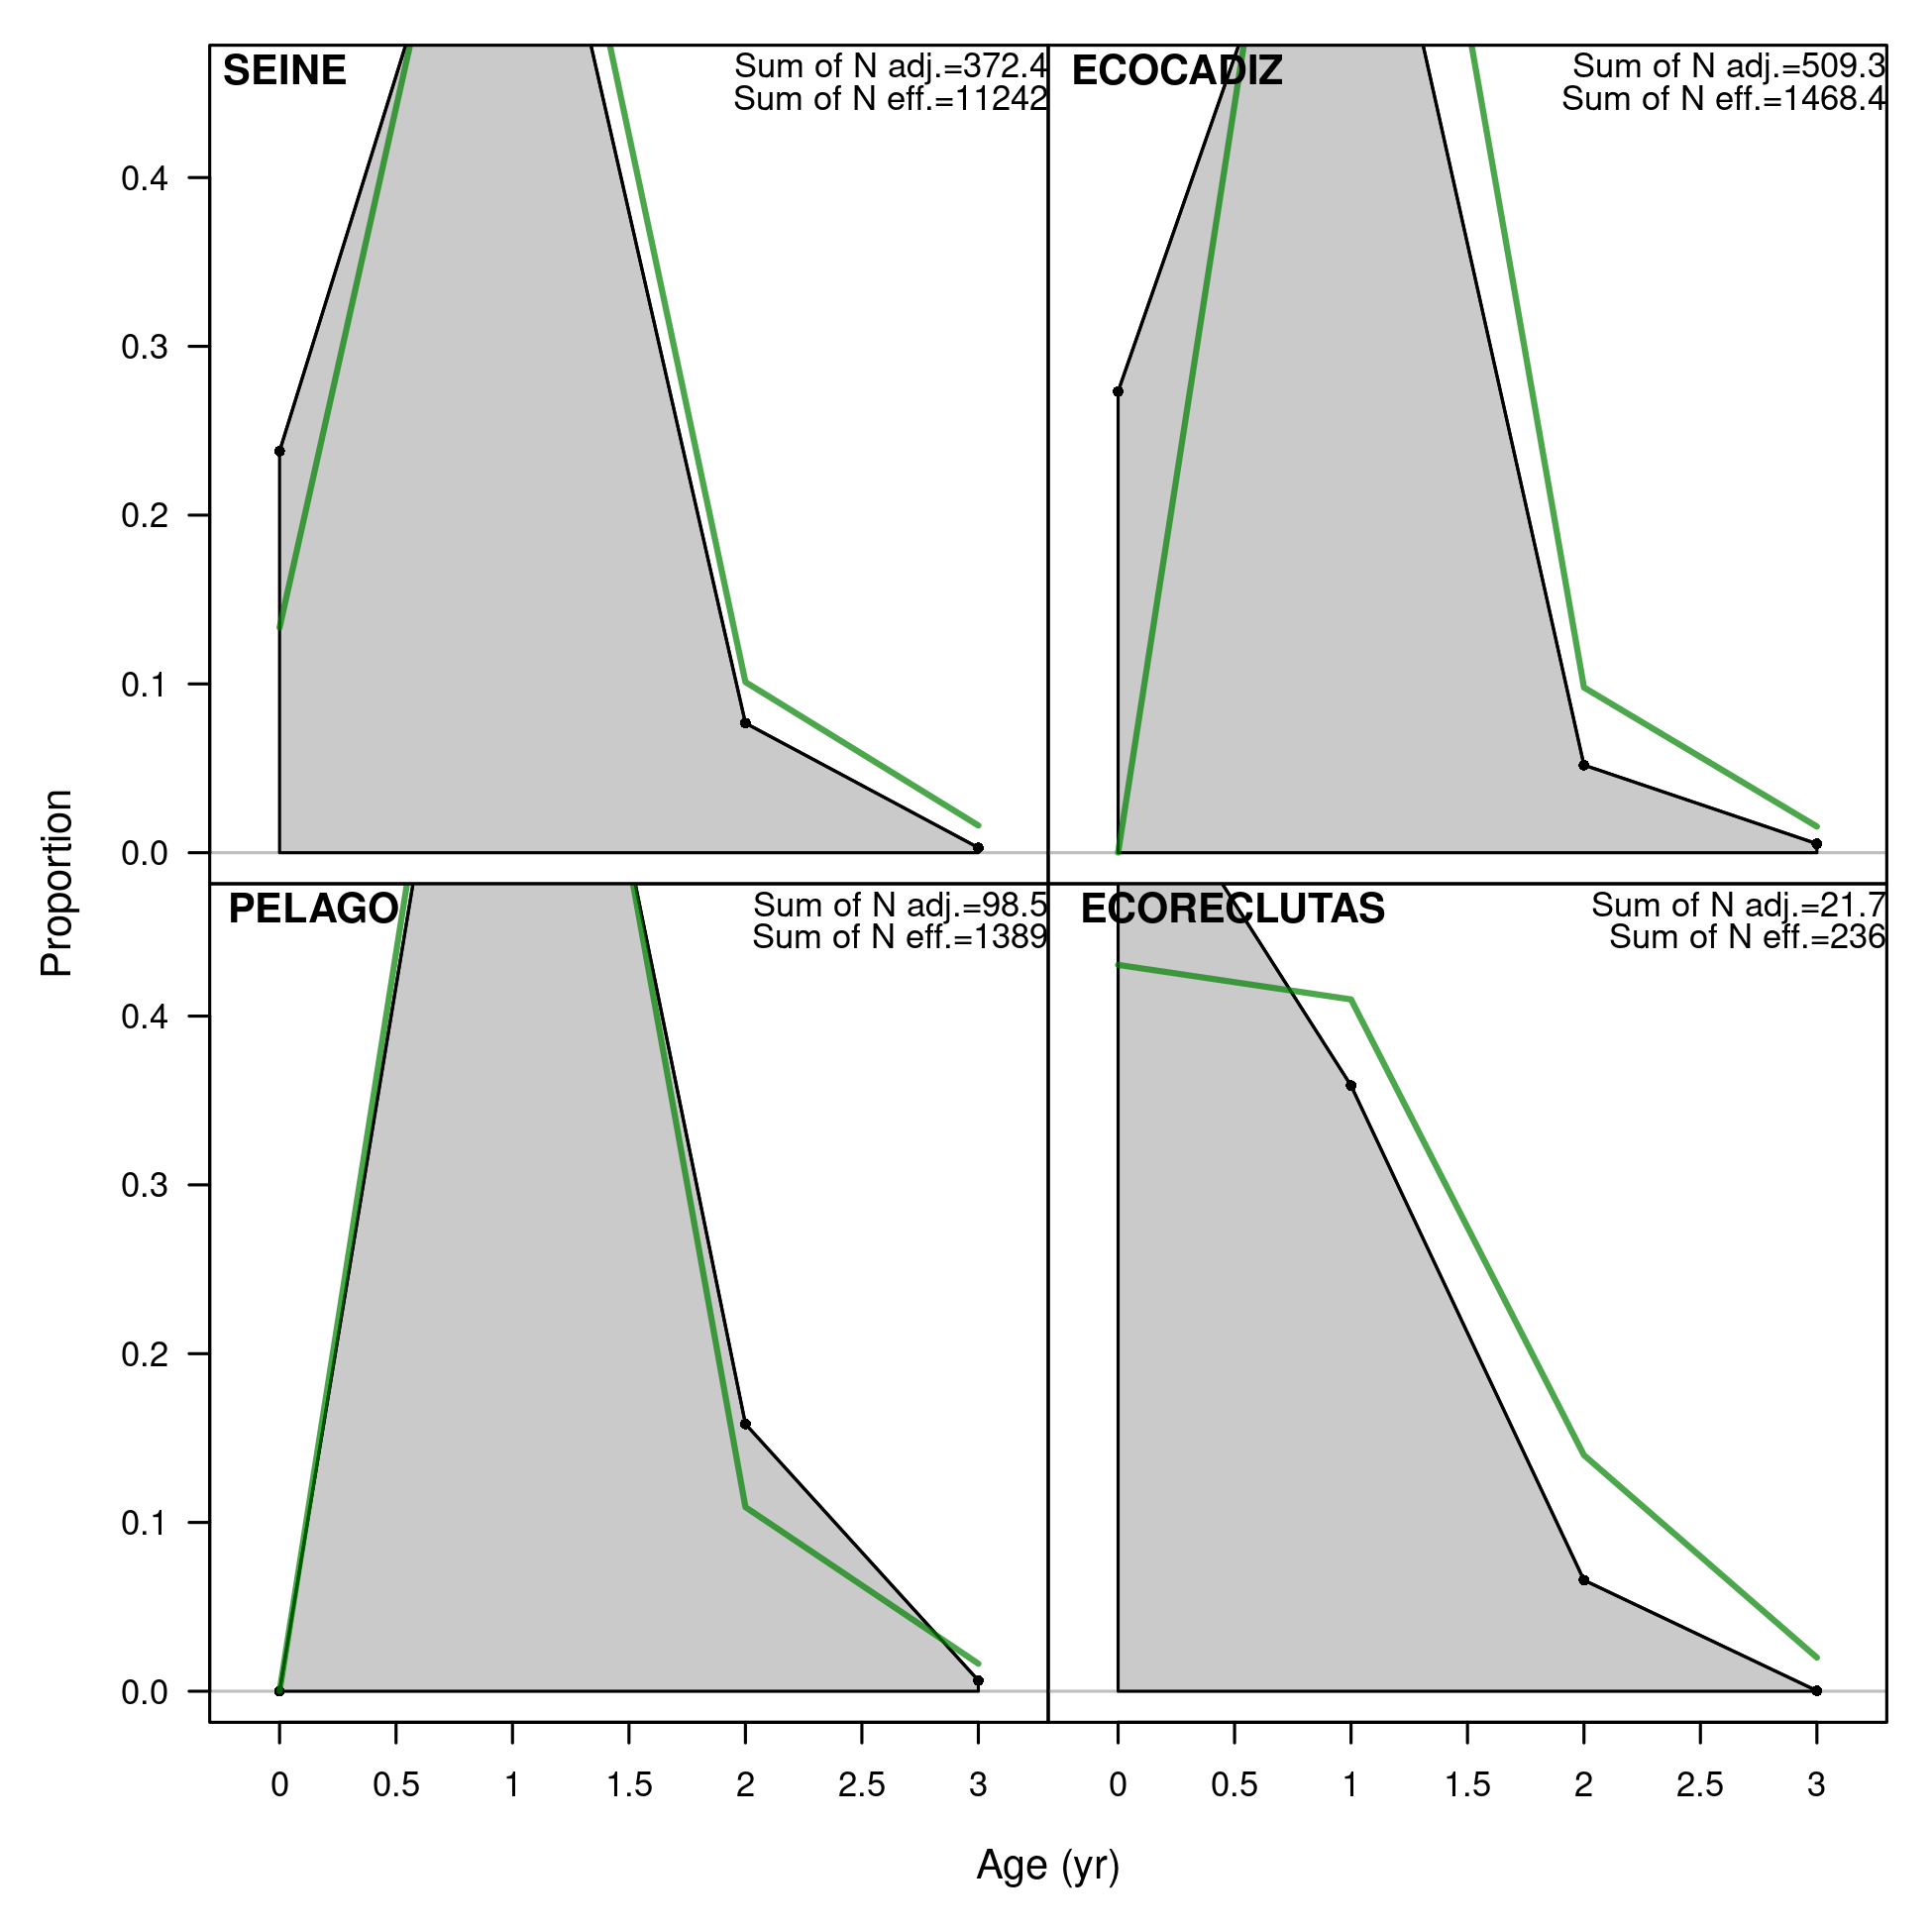 SEINE
Sum of N adj.=372.4
Sum of N eff.=11242
ECOCADIZ
Sum of N adj.=509.3
Sum of N eff.=1468.4
0.4
0.3
0.2
0.1
0.0
PELAGO
Sum of N adj.=98.5
Sum of N eff.=1389
ECORECLUTAS
Sum of N adj.=21.7
Sum of N eff.=236
0.4
0.3
0.2
0.1
0.0
Proportion
0 0.5 1 1.5 2 2.5 3
0 0.5 1 1.5 2 2.5 3
Age (yr)